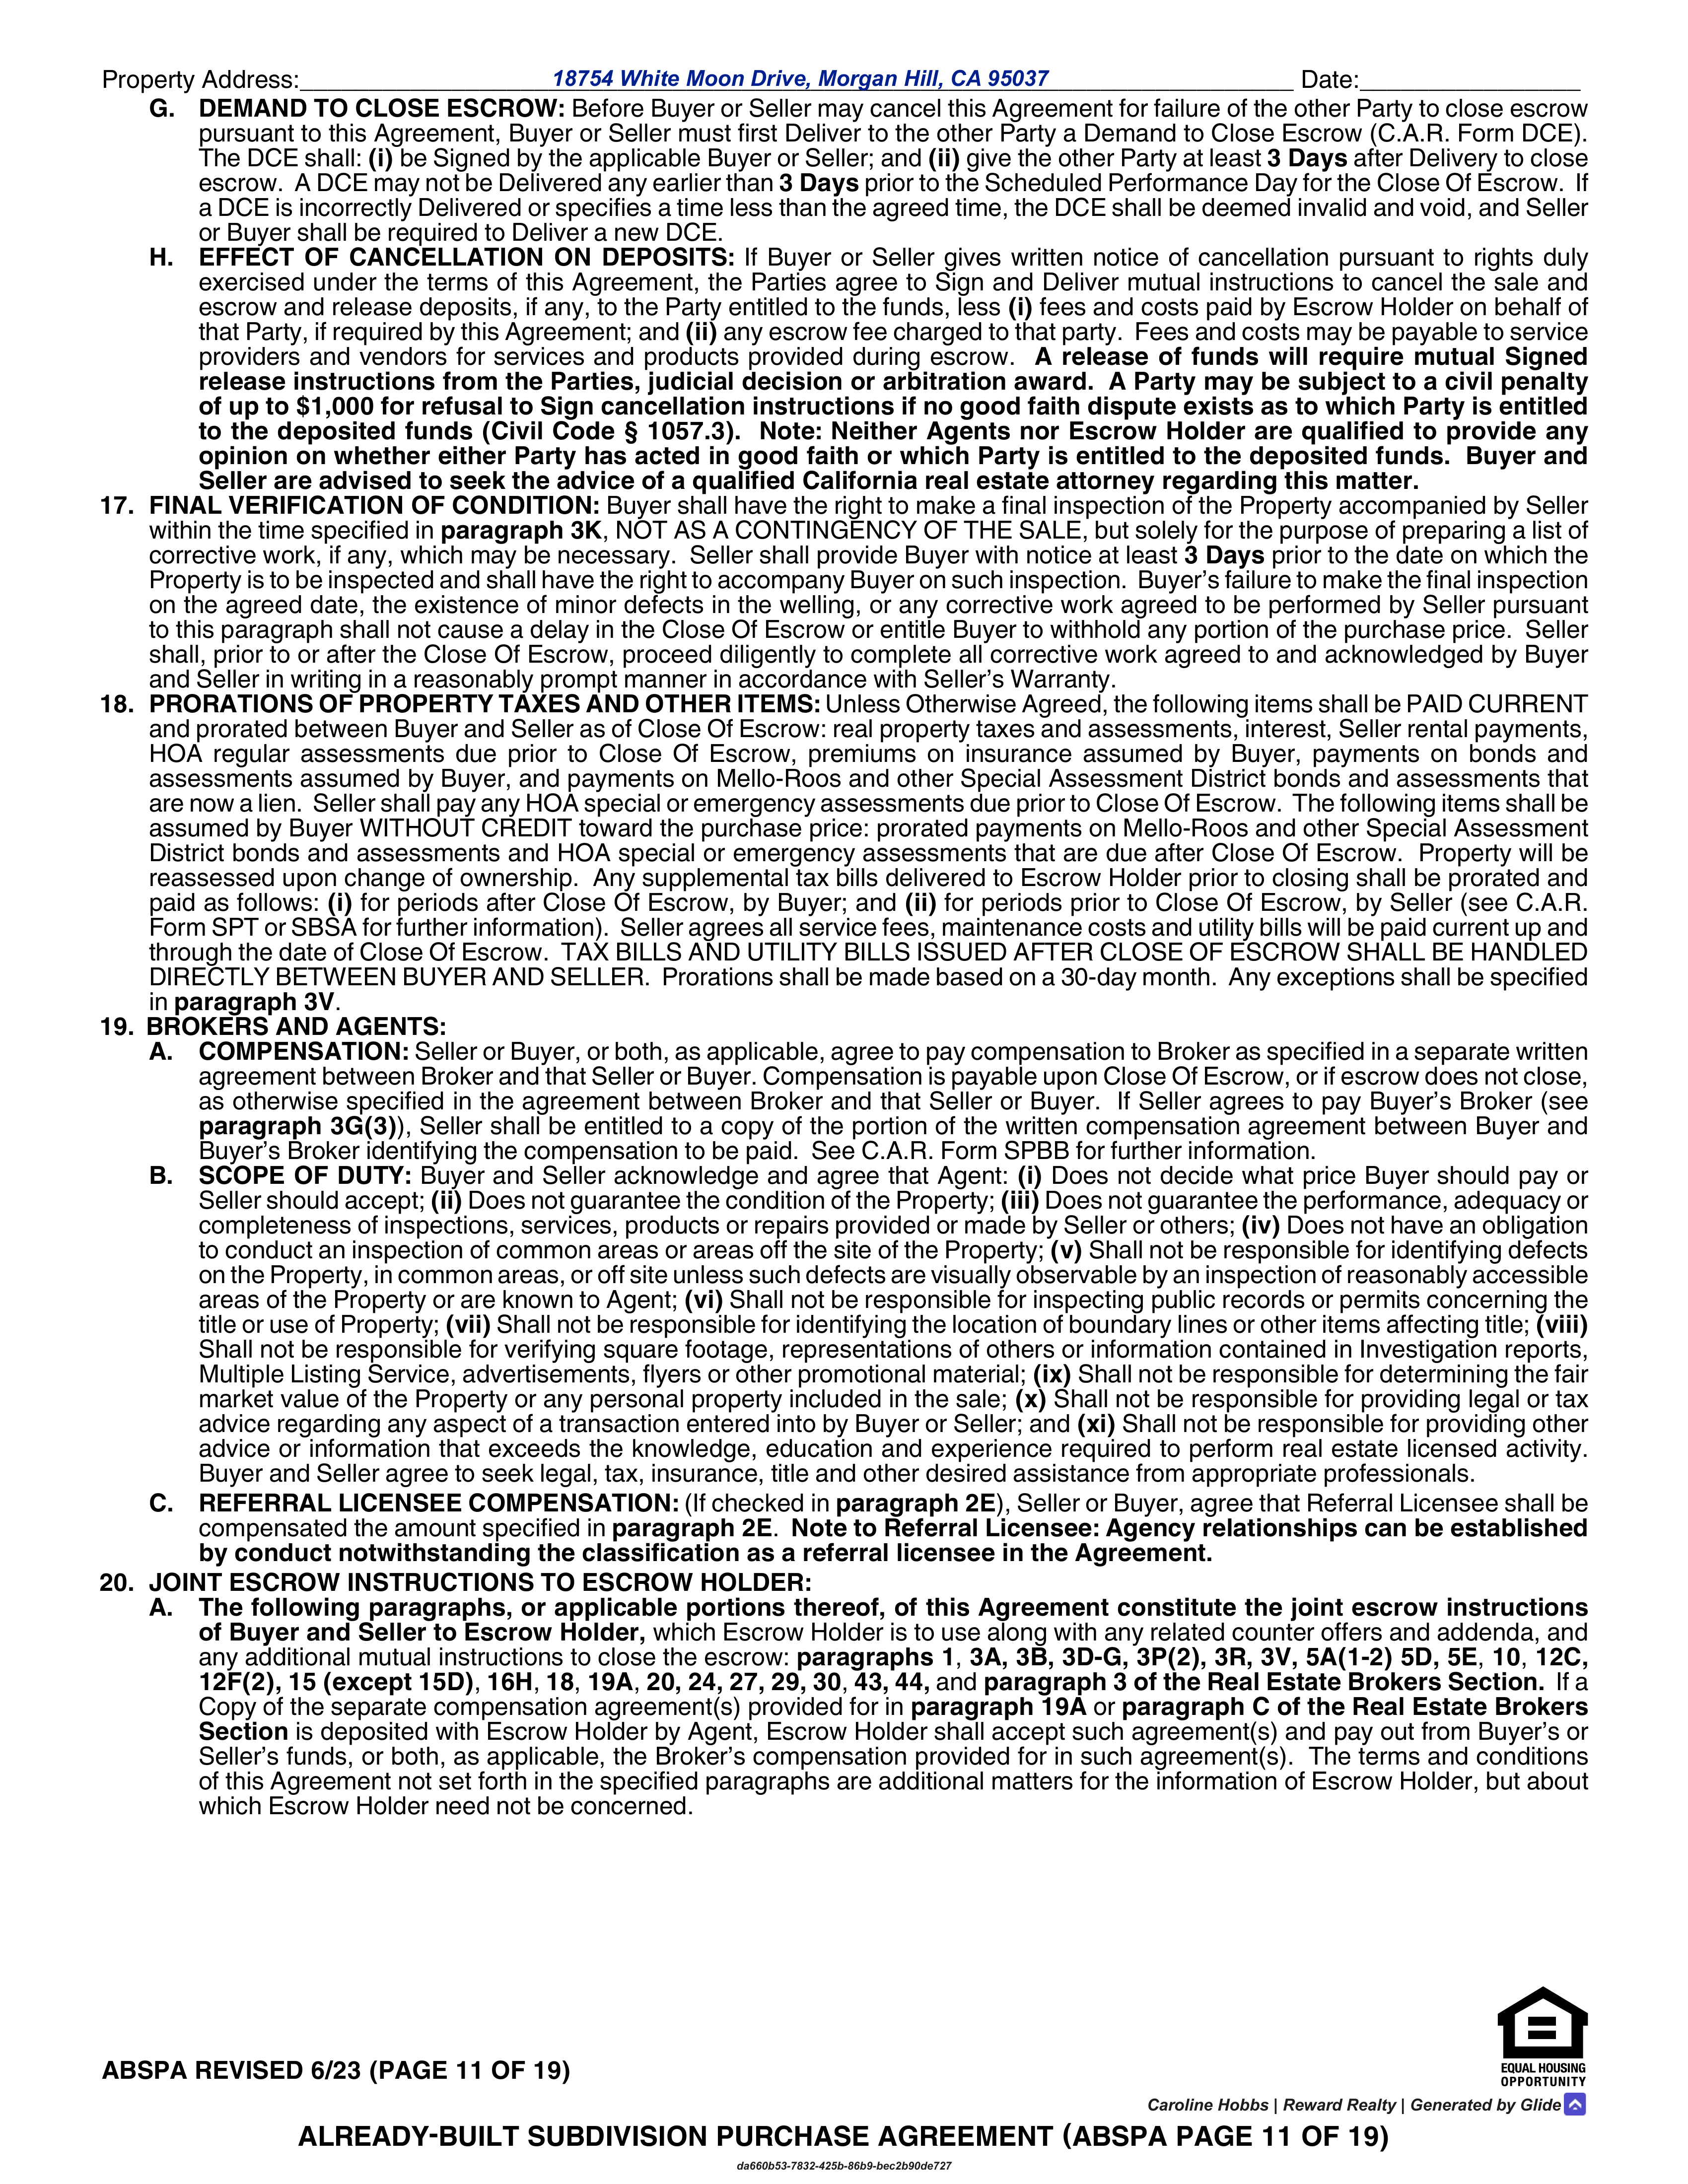 Property Address: 18754 White Moon Drive, Morgan Hill, CA 95037 Date:
G. DEMAND TO CLOSE ESCROW: Before Buyer or Seller may cancel this Agreement for failure of the other Party to close escrow
pursuant to this Agreement, Buyer or Seller must first Deliver to the other Party a Demand to Close Escrow (C.A.R. Form DCE).
The DCE shall: (i) be Signed by the applicable Buyer or Seller; and (ii) give the other Party at least 3 Days after Delivery to close
escrow. A DCE may not be Delivered any earlier than 3 Days prior to the Scheduled Performance Day for the Close Of Escrow. If
a DCE is incorrectly Delivered or specifies a time less than the agreed time, the DCE shall be deemed invalid and void, and Seller
or Buyer shall be required to Deliver a new DCE.
H. EFFECT OF CANCELLATION ON DEPOSITS: If Buyer or Seller gives written notice of cancellation pursuant to rights duly
exercised under the terms of this Agreement, the Parties agree to Sign and Deliver mutual instructions to cancel the sale and
escrow and release deposits, if any, to the Party entitled to the funds, less (i) fees and costs paid by Escrow Holder on behalf of
that Party, if required by this Agreement; and (ii) any escrow fee charged to that party. Fees and costs may be payable to service
providers and vendors for services and products provided during escrow. A release of funds will require mutual Signed
release instructions from the Parties, judicial decision or arbitration award. A Party may be subject to a civil penalty
of up to $1,000 for refusal to Sign cancellation instructions if no good faith dispute exists as to which Party is entitled
to the deposited funds (Civil Code § 1057.3). Note: Neither Agents nor Escrow Holder are qualified to provide any
opinion on whether either Party has acted in good faith or which Party is entitled to the deposited funds. Buyer and
Seller are advised to seek the advice of a qualified California real estate attorney regarding this matter.
17. FINAL VERIFICATION OF CONDITION: Buyer shall have the right to make a final inspection of the Property accompanied by Seller
within the time specified in paragraph 3K, NOT AS A CONTINGENCY OF THE SALE, but solely for the purpose of preparing a list of
corrective work, if any, which may be necessary. Seller shall provide Buyer with notice at least 3 Days prior to the date on which the
Property is to be inspected and shall have the right to accompany Buyer on such inspection. Buyer's failure to make the final inspection
on the agreed date, the existence of minor defects in the welling, or any corrective work agreed to be performed by Seller pursuant
to this paragraph shall not cause a delay in the Close Of Escrow or entitle Buyer to withhold any portion of the purchase price. Seller
shall, prior to or after the Close Of Escrow, proceed diligently to complete all corrective work agreed to and acknowledged by Buyer
and Seller in writing in a reasonably prompt manner in accordance with Seller's Warranty.
18. PRORATIONS OF PROPERTY TAXES AND OTHER ITEMS: Unless Otherwise Agreed, the following items shall be PAID CURRENT
and prorated between Buyer and Seller as of Close Of Escrow: real property taxes and assessments, interest, Seller rental payments,
HOA regular assessments due prior to Close Of Escrow, premiums on insurance assumed by Buyer, payments on bonds and
assessments assumed by Buyer, and payments on Mello-Roos and other Special Assessment District bonds and assessments that
are now a lien. Seller shall pay any HOA special or emergency assessments due prior to Close Of Escrow. The following items shall be
assumed by Buyer WITHOUT CREDIT toward the purchase price: prorated payments on Mello-Roos and other Special Assessment
District bonds and assessments and HOA special or emergency assessments that are due after Close Of Escrow. Property will be
reassessed upon change of ownership. Any supplemental tax bills delivered to Escrow Holder prior to closing shall be prorated and
paid as follows: (i) for periods after Close Of Escrow, by Buyer; and (ii) for periods prior to Close Of Escrow, by Seller (see C.A.R.
Form SPT or SBSA for further information). Seller agrees all service fees, maintenance costs and utility bills will be paid current up and
through the date of Close Of Escrow. TAX BILLS AND UTILITY BILLS ISSUED AFTER CLOSE OF ESCROW SHALL BE HANDLED
DIRECTLY BETWEEN BUYER AND SELLER. Prorations shall be made based on a 30-day month. Any exceptions shall be specified
in paragraph 3V.
19. BROKERS AND AGENTS:
A. COMPENSATION: Seller or Buyer, or both, as applicable, agree to pay compensation to Broker as specified in a separate written
agreement between Broker and that Seller or Buyer. Compensation is payable upon Close Of Escrow, or if escrow does not close,
as otherwise specified in the agreement between Broker and that Seller or Buyer. If Seller agrees to pay Buyer's Broker (see
paragraph 3G(3)), Seller shall be entitled to a copy of the portion of the written compensation agreement between Buyer and
Buyer's Broker identifying the compensation to be paid. See C.A.R. Form SPBB for further information.
B. SCOPE OF DUTY: Buyer and Seller acknowledge and agree that Agent: (i) Does not decide what price Buyer should pay or
Seller should accept; (ii) Does not guarantee the condition of the Property; (iii) Does not guarantee the performance, adequacy or
completeness of inspections, services, products or repairs provided or made by Seller or others; (iv) Does not have an obligation
to conduct an inspection of common areas or areas off the site of the Property; (v) Shall not be responsible for identifying defects
on the Property, in common areas, or off site unless such defects are visually observable by an inspection of reasonably accessible
areas of the Property or are known to Agent; (vi) Shall not be responsible for inspecting public records or permits concerning the
title or use of Property; (vii) Shall not be responsible for identifying the location of boundary lines or other items affecting title; (viii)
Shall not be responsible for verifying square footage, representations of others or information contained in Investigation reports,
Multiple Listing Service, advertisements, flyers or other promotional material; (ix) Shall not be responsible for determining the fair
market value of the Property or any personal property included in the sale; (x) Shall not be responsible for providing legal or tax
advice regarding any aspect of a transaction entered into by Buyer or Seller; and (xi) Shall not be responsible for providing other
advice or information that exceeds the knowledge, education and experience required to perform real estate licensed activity.
Buyer and Seller agree to seek legal, tax, insurance, title and other desired assistance from appropriate professionals.
C. REFERRAL LICENSEE COMPENSATION: (If checked in paragraph 2E), Seller or Buyer, agree that Referral Licensee shall be
compensated the amount specified in paragraph 2E. Note to Referral Licensee: Agency relationships can be established
by conduct notwithstanding the classification as a referral licensee in the Agreement.
20. JOINT ESCROW INSTRUCTIONS TO ESCROW HOLDER:
A. The following paragraphs, or applicable portions thereof, of this Agreement constitute the joint escrow instructions
of Buyer and Seller to Escrow Holder, which Escrow Holder is to use along with any related counter offers and addenda, and
any additional mutual instructions to close the escrow: paragraphs 1, 3A, 3B, 3D-G, 3P(2), 3R, 3V, 5A(1-2) 5D, 5E, 10, 12C,
12F(2), 15 (except 15D), 16H, 18, 19A, 20, 24, 27, 29, 30, 43, 44, and paragraph 3 of the Real Estate Brokers Section. If a
Copy of the separate compensation agreement(s) provided for in paragraph 19A or paragraph C of the Real Estate Brokers
Section is deposited with Escrow Holder by Agent, Escrow Holder shall accept such agreement(s) and pay out from Buyer's or
Seller's funds, or both, as applicable, the Broker's compensation provided for in such agreement(s). The terms and conditions
of this Agreement not set forth in the specified paragraphs are additional matters for the information of Escrow Holder, but about
which Escrow Holder need not be concerned.
ABSPA REVISED 6/23 (PAGE 11 OF 19)
EQUAL HOUSING
OPPORTUNITY
Caroline Hobbs | Reward Realty | Generated by Glide
ALREADY-BUILT SUBDIVISION PURCHASE AGREEMENT (ABSPA PAGE 11 OF 19)
da660b53-7832-425b-86b9-bec2b90de727